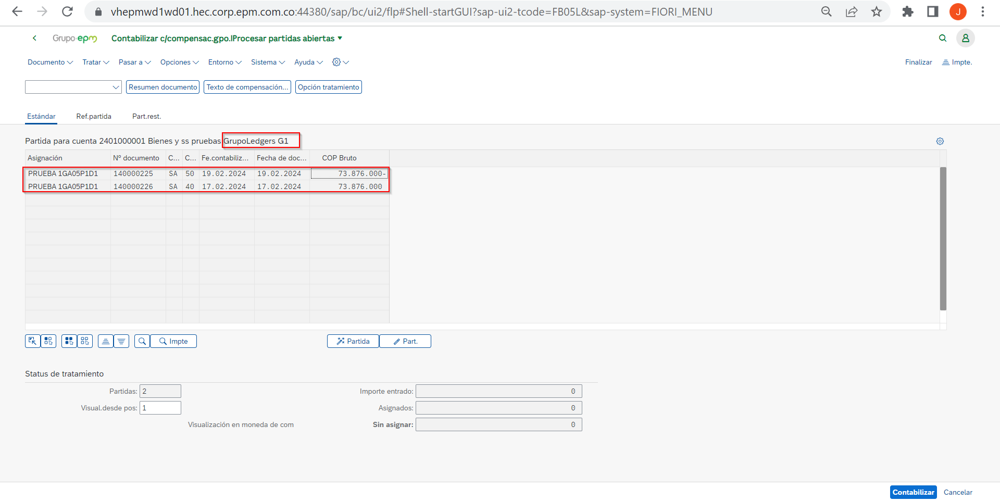 vhepmwd1wd01.hec.corp.epm.com.co:44380/sap/bc/ui2/flp#Shell-startGUI?sap-ui2-tcode=FB05L&sap-system=FIORI_MENU
J
Grupo·epm Contabilizar c/compensac.gpo.lProcesar partidas abiertas
Documento Tratar Pasar a Opciones Entorno Sistema Ayuda Finalizar Impte.
Resumen documento Texto de compensación... Opción tratamiento
Estándar Ref.partida Part.rest.
Partida para cuenta 2401000001 Bienes y ss pruebas GrupoLedgers G1
Asignación Nº documento C... C... Fe.contabiliz... Fecha de doc... COP Bruto
PRUEBA 1GA05P1D1 140000225 SA 50 19.02.2024 19.02.2024 73.876.000-
PRUEBA 1GA05P1D1 140000226 SA 40 17.02.2024 17.02.2024 73.876.000
Impte Partida Part.
Status de tratamiento
Partidas: 2 Importe entrado: 0
Visual.desde pos: 1 Asignados: 0
Visualización en moneda de com Sin asignar: 0
Contabilizar Cancelar